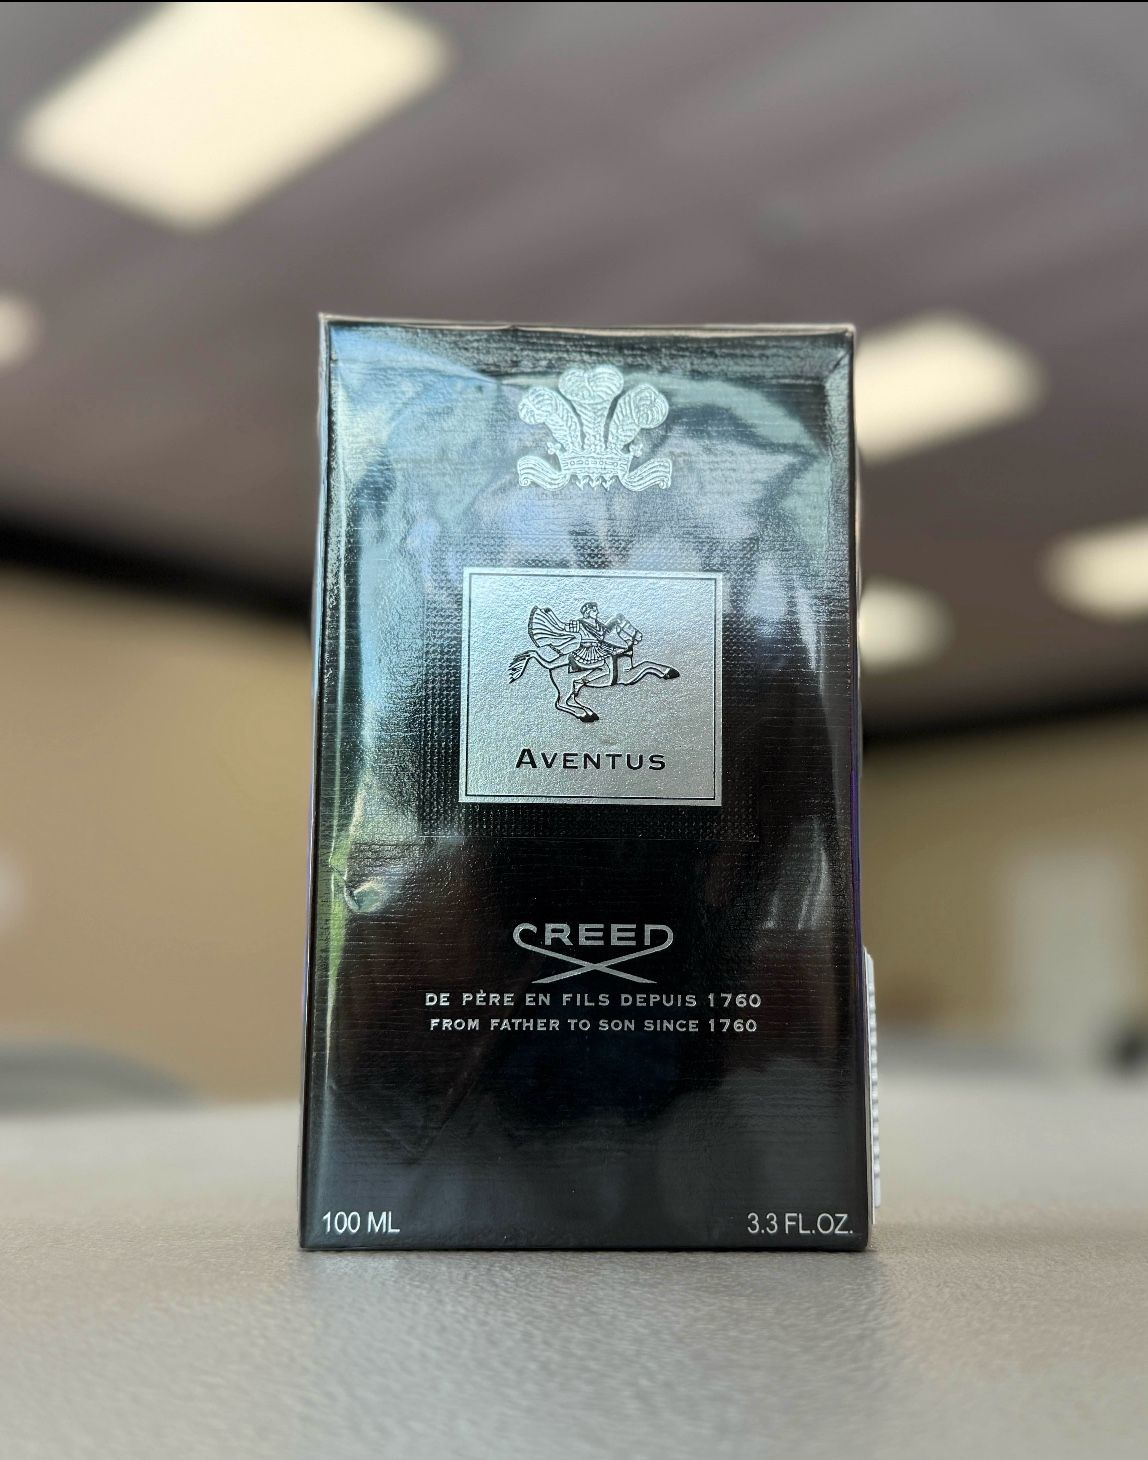 AVENTUS
CREED
DE PÈRE EN FILS DEPUIS 1760
FROM FATHER TO SON SINCE 1760
100 ML
3.3 FL.OZ.